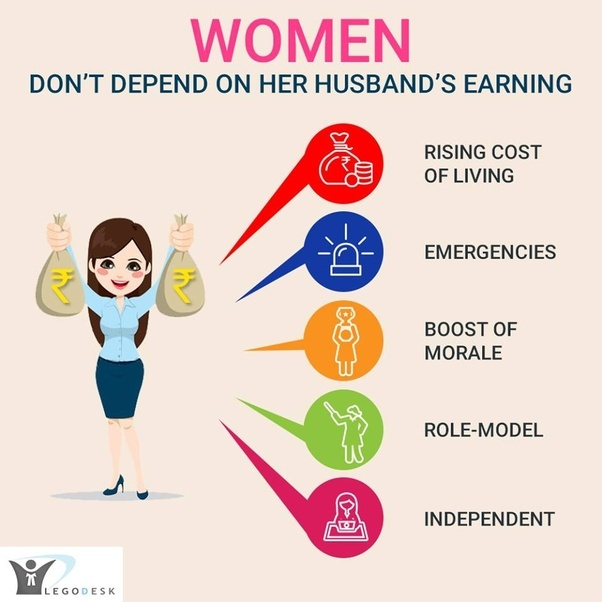 WOMEN
DON'T DEPEND ON HER HUSBAND'S EARNING
RISING COST
OF LIVING
₹
EMERGENCIES
₹ ₹
BOOST OF
MORALE
ROLE-MODEL
INDEPENDENT
LEGODESK